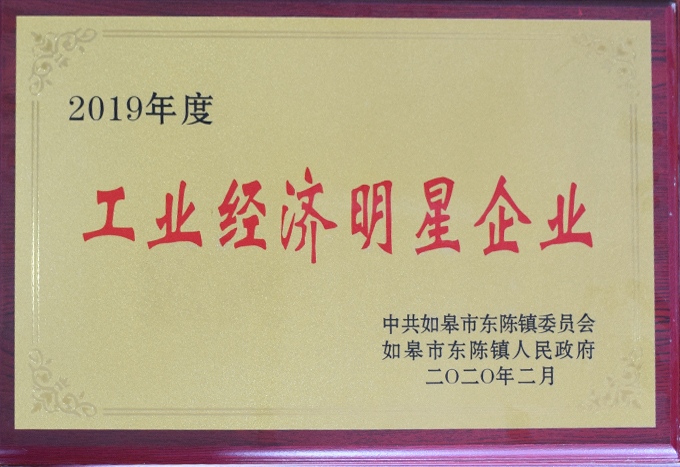 2019年度
工业经济明星企业
中共如皋市东陈镇委员会
如皋市东陈镇人民政府
二〇二〇年二月